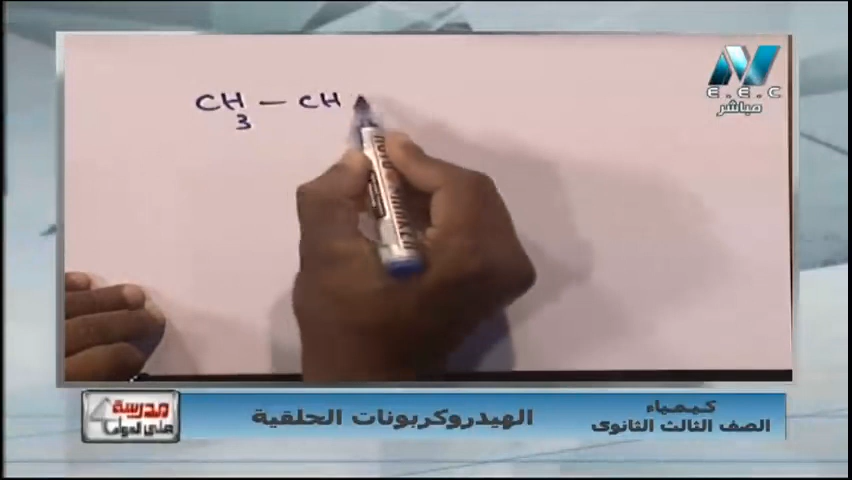 CH3 — CH
E.E.C
مباشر
مدرسة
على الهواء
كيمياء
الصف الثالث الثانوى
الهيدروكربونات الحلقية